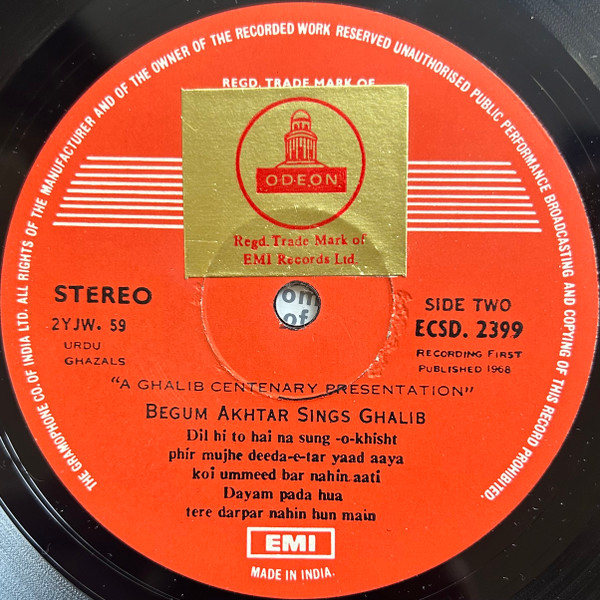 THE GRAMOPHONE CO. OF INDIA LTD. ALL RIGHTS OF THE MANUFACTURER AND OF THE OWNER OF THE RECORDED WORK RESERVED UNAUTHORISED PUBLIC PERFORMANCE BROADCASTING AND COPYING OF THIS RECORD PROHIBITED.
REGD. TRADE MARK OF
ODEON
Regd. Trade Mark of
EMI Records Ltd
STEREO
2YJW. 59
URDU
GHAZALS
om
of
SIDE TWO
ECSD. 2399
RECORDING FIRST
PUBLISHED 1968
"A GHALIB CENTENARY PRESENTATION"
BEGUM AKHTAR SINGS GHALIB
Dil hi to hai na sung -o-khisht
phir mujhe deeda-e-tar yaad aaya
koi ummeed bar nahin aati
Dayam pada hua
tere darpar nahin hun main
EMI
MADE IN INDIA.